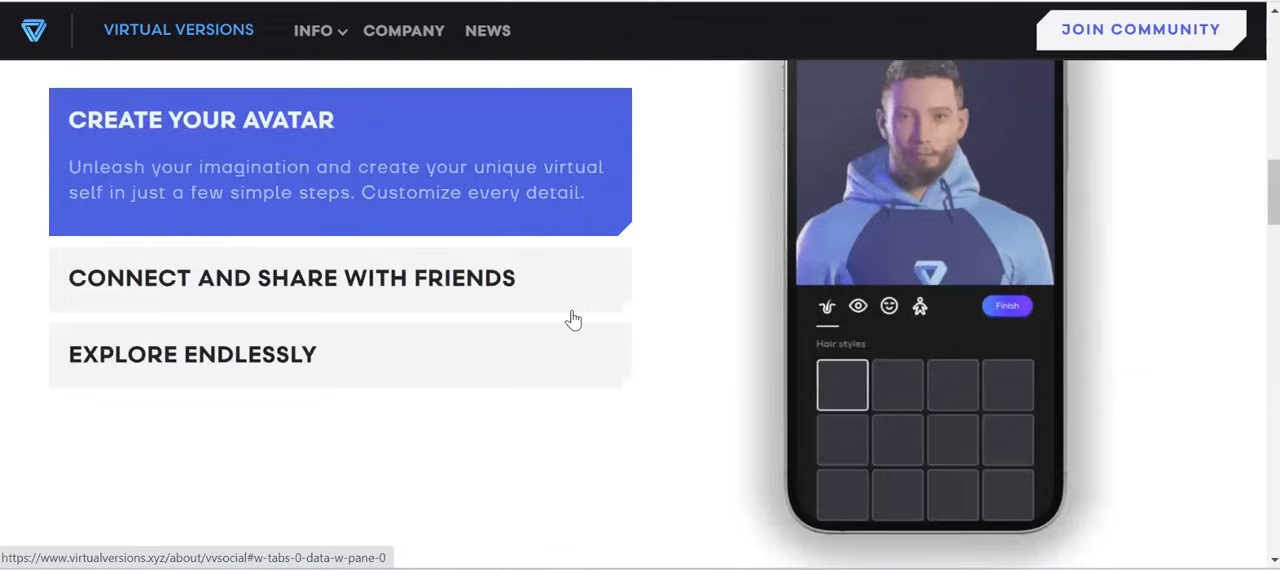 VIRTUAL VERSIONS
INFO
COMPANY
NEWS
JOIN COMMUNITY
CREATE YOUR AVATAR
Unleash your imagination and create your unique virtual
self in just a few simple steps. Customize every detail.
CONNECT AND SHARE WITH FRIENDS
EXPLORE ENDLESSLY
Finish
Hair styles
https://www.virtualversions.xyz/about/vvsocial#w-tabs-0-data-w-pane-0